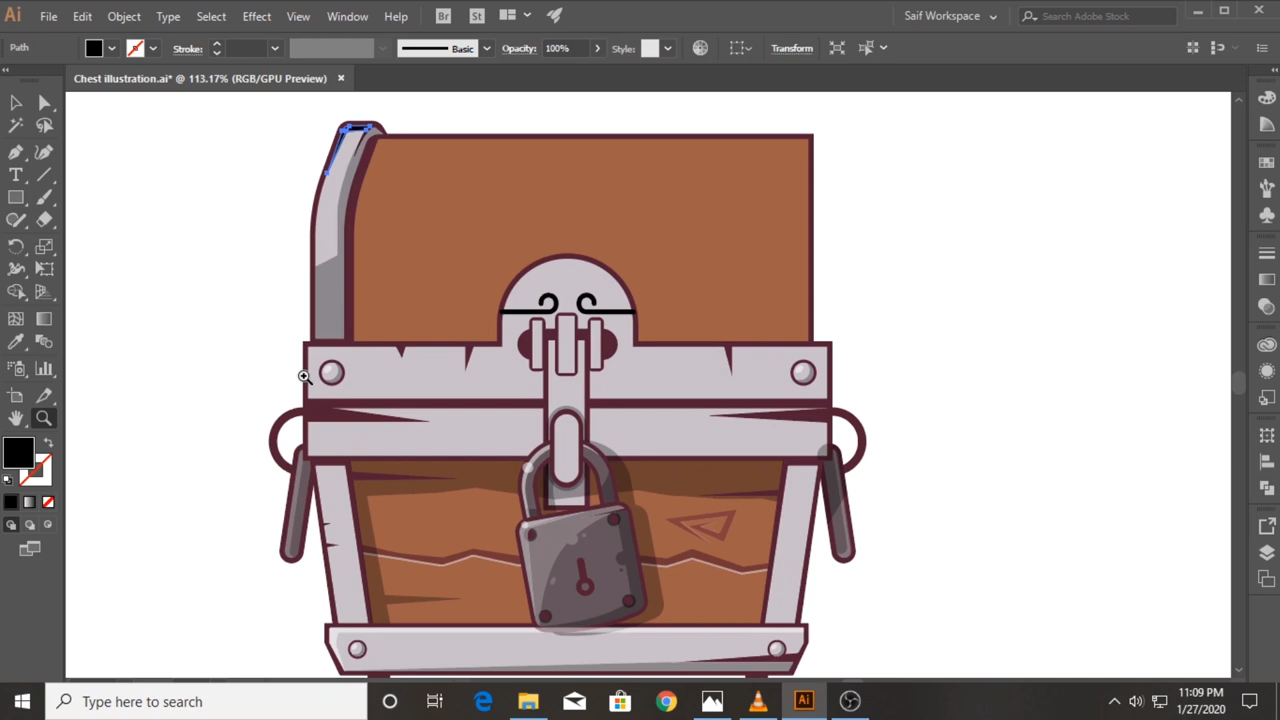 Ai File Edit Object Type Select Effect View Window Help Br St Saif Workspace Search Adobe Stock
Path Stroke: Basic Opacity: 100% Style: Transform
Chest illustration.ai* @ 113.17% (RGB/GPU Preview)
T
Type here to search Ai 11:09 PM
1/27/2020